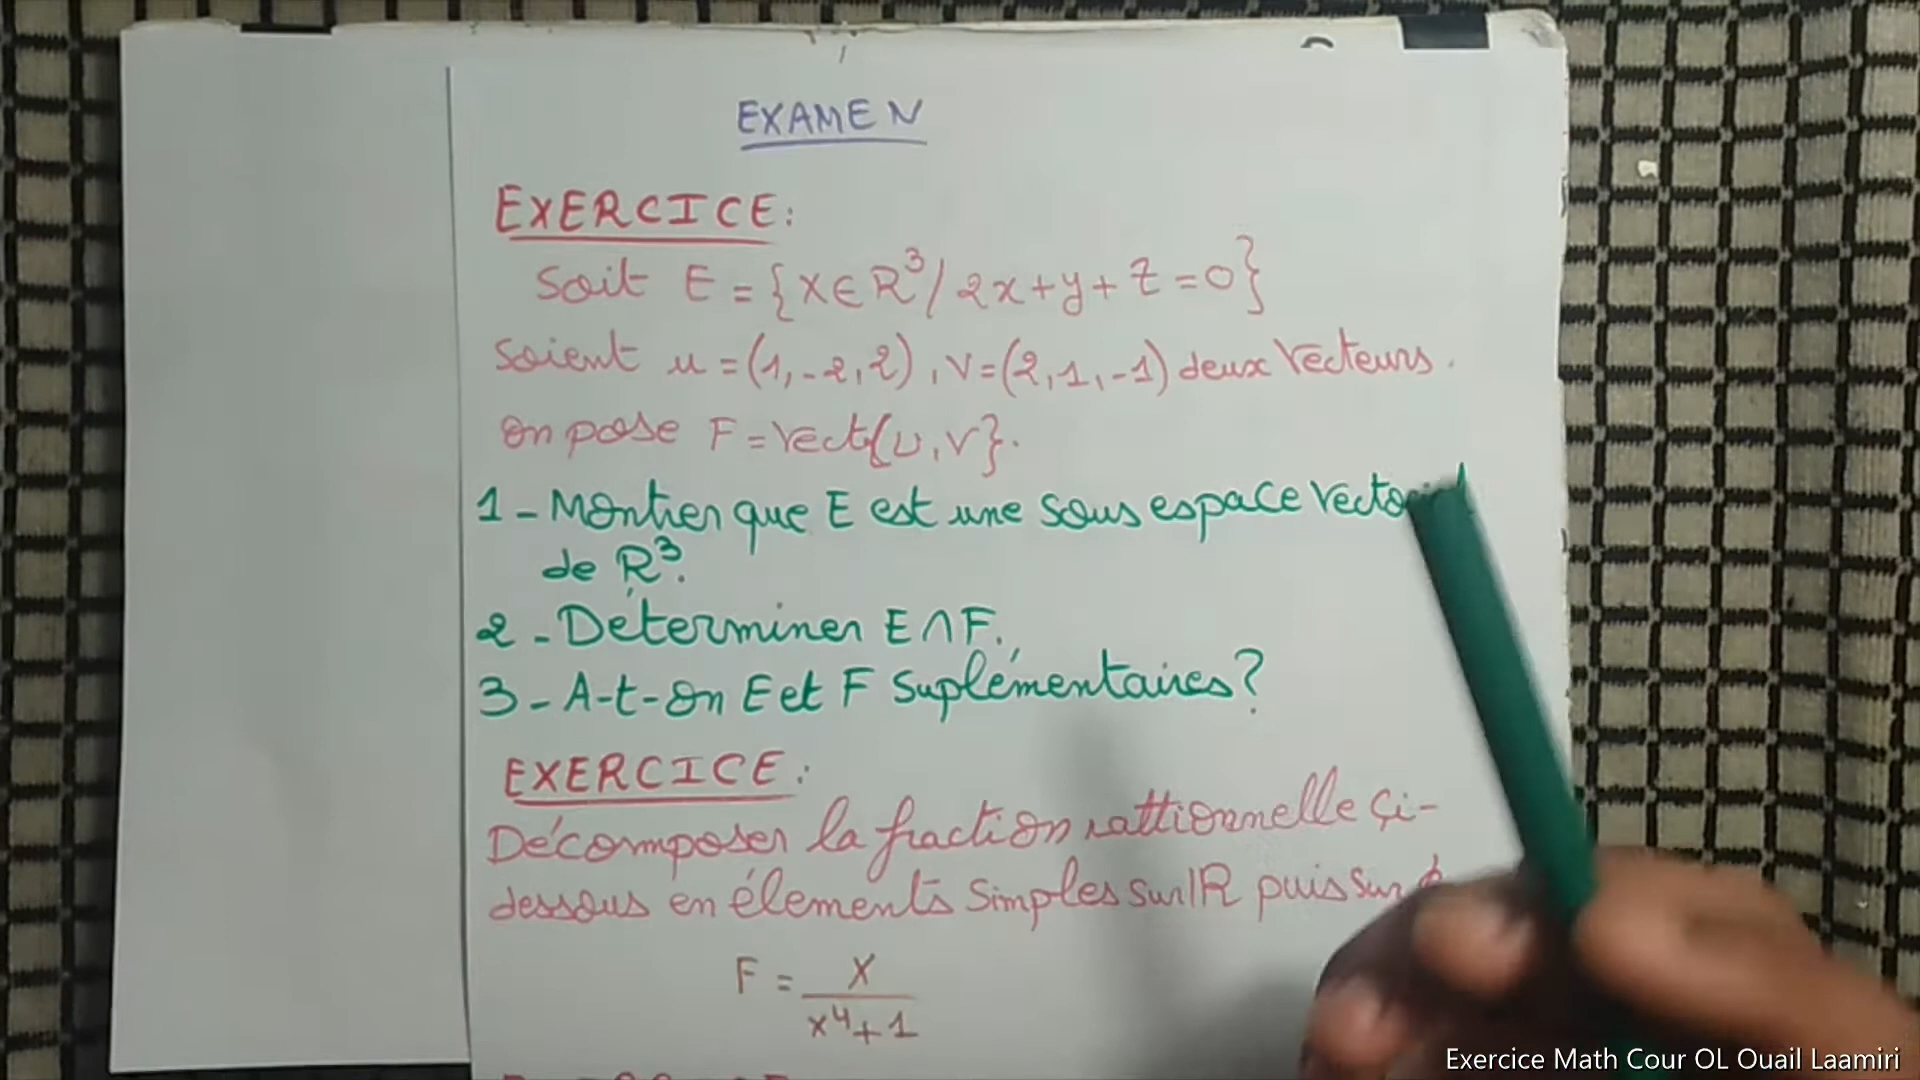 EXAMEN
EXERCICE:
Soit E = {X∈R³/ 2x+y+z=0}
Soient u=(1,-2,2), V=(2,1,-1) deux Vecteurs.
On pose F=Vect{U,V}.
1-Montrer que E est une sous espace
de R³.
2-Déterminer E∩F.
3-A-t-on E et F Suplémentaires?
EXERCICE:
Décomposer la fraction rattionnelle çi-
dessous en élements Simples sur IR puis sur
F = X
x⁴+1
Exercice Math Cour OL Ouail Laamiri